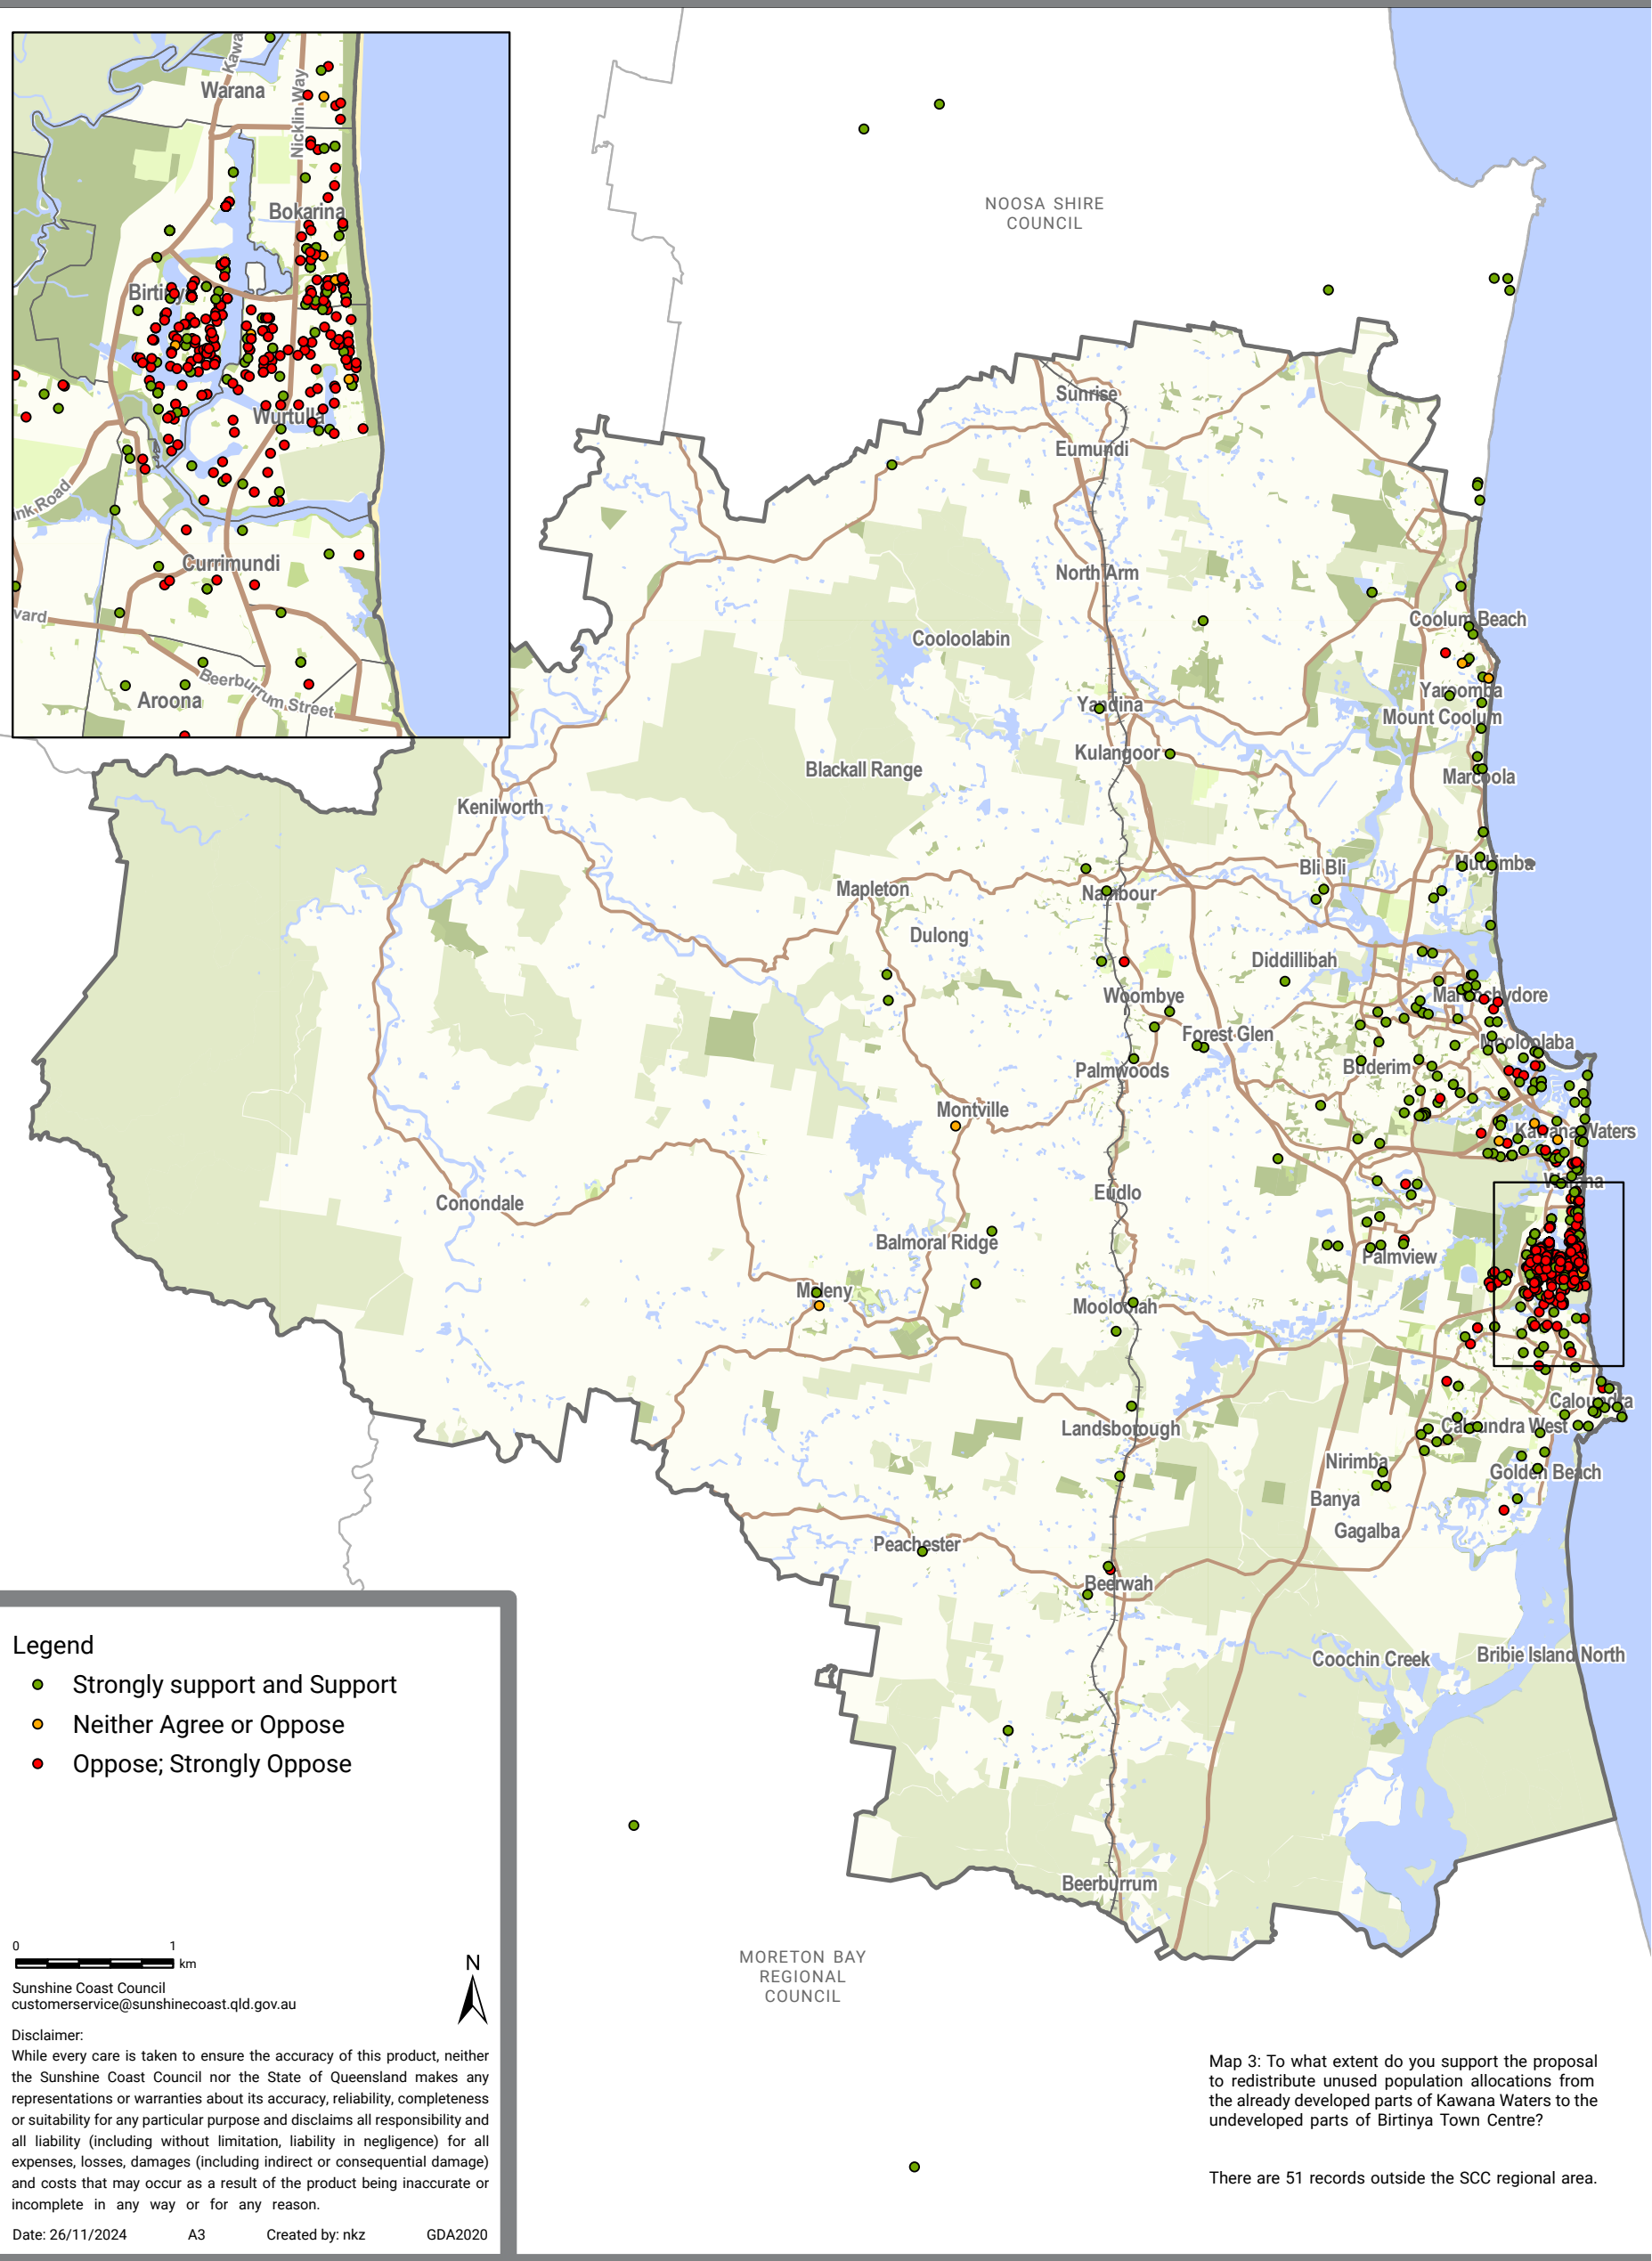 Kawa
Warana
Nicklin Way
Bokarina
Birtiny
Wurtulla
ink Road
Currimundi
vard
Beerburrum Street
Aroona
NOOSA SHIRE
COUNCIL
Sunrise
Eumundi
North Arm
Cooloolabin
Coolum Beach
Yaroomba
Yandina
Mount Coolum
Kulangoor
Blackall Range
Marcoola
Kenilworth
Mudjimba
Bli Bli
Mapleton
Nambour
Dulong
Diddillibah
Woombye
Maroochydore
Forest Glen
Mooloolaba
Palmwoods
Buderim
Montville
Kawana Waters
Warana
Eudlo
Conondale
Balmoral Ridge
Palmview
Maleny
Mooloolah
Caloundra
Landsborough
Caloundra West
Nirimba
Golden Beach
Banya
Gagalba
Peachester
Beerwah
Coochin Creek
Bribie Island North
Beerburrum
MORETON BAY
REGIONAL
COUNCIL
Legend
Strongly support and Support
Neither Agree or Oppose
Oppose; Strongly Oppose
0 1
km
N
Sunshine Coast Council
customerservice@sunshinecoast.qld.gov.au
Disclaimer:
While every care is taken to ensure the accuracy of this product, neither
the Sunshine Coast Council nor the State of Queensland makes any
representations or warranties about its accuracy, reliability, completeness
or suitability for any particular purpose and disclaims all responsibility and
all liability (including without limitation, liability in negligence) for all
expenses, losses, damages (including indirect or consequential damage)
and costs that may occur as a result of the product being inaccurate or
incomplete in any way or for any reason.
Date: 26/11/2024 A3 Created by: nkz GDA2020
Map 3: To what extent do you support the proposal
to redistribute unused population allocations from
the already developed parts of Kawana Waters to the
undeveloped parts of Birtinya Town Centre?
There are 51 records outside the SCC regional area.